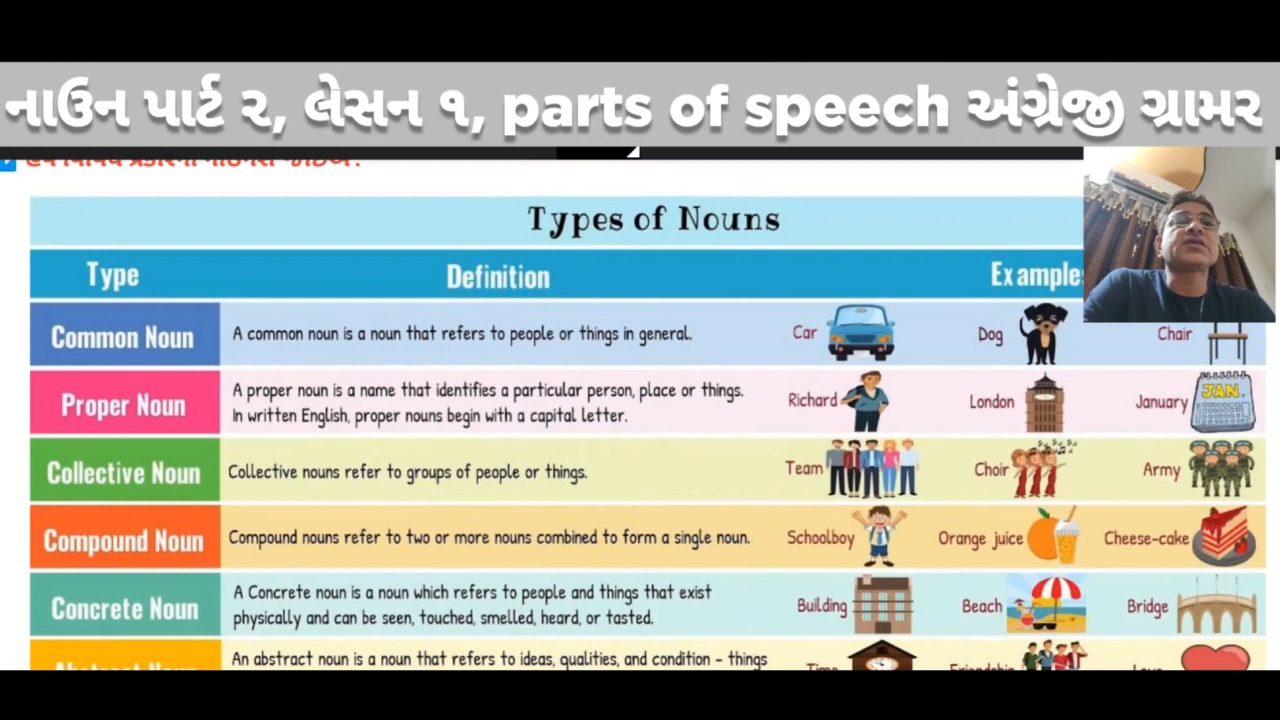 નાઉન પાર્ટ ૨, લેસન ૧, parts of speech અંગ્રેજી ગ્રામર
Types of Nouns
Type Definition Examples
Common Noun A common noun is a noun that refers to people or things in general. Car Dog Chair
Proper Noun A proper noun is a name that identifies a particular person, place or things.
In written English, proper nouns begin with a capital letter. Richard London January
JAN.
Collective Noun Collective nouns refer to groups of people or things. Team Choir Army
Compound Noun Compound nouns refer to two or more nouns combined to form a single noun. Schoolboy Orange juice Cheese-cake
Concrete Noun A Concrete noun is a noun which refers to people and things that exist
physically and can be seen, touched, smelled, heard, or tasted. Building Beach Bridge
Abstract Noun An abstract noun is a noun that refers to ideas, qualities, and condition - things
Time Friendship Love